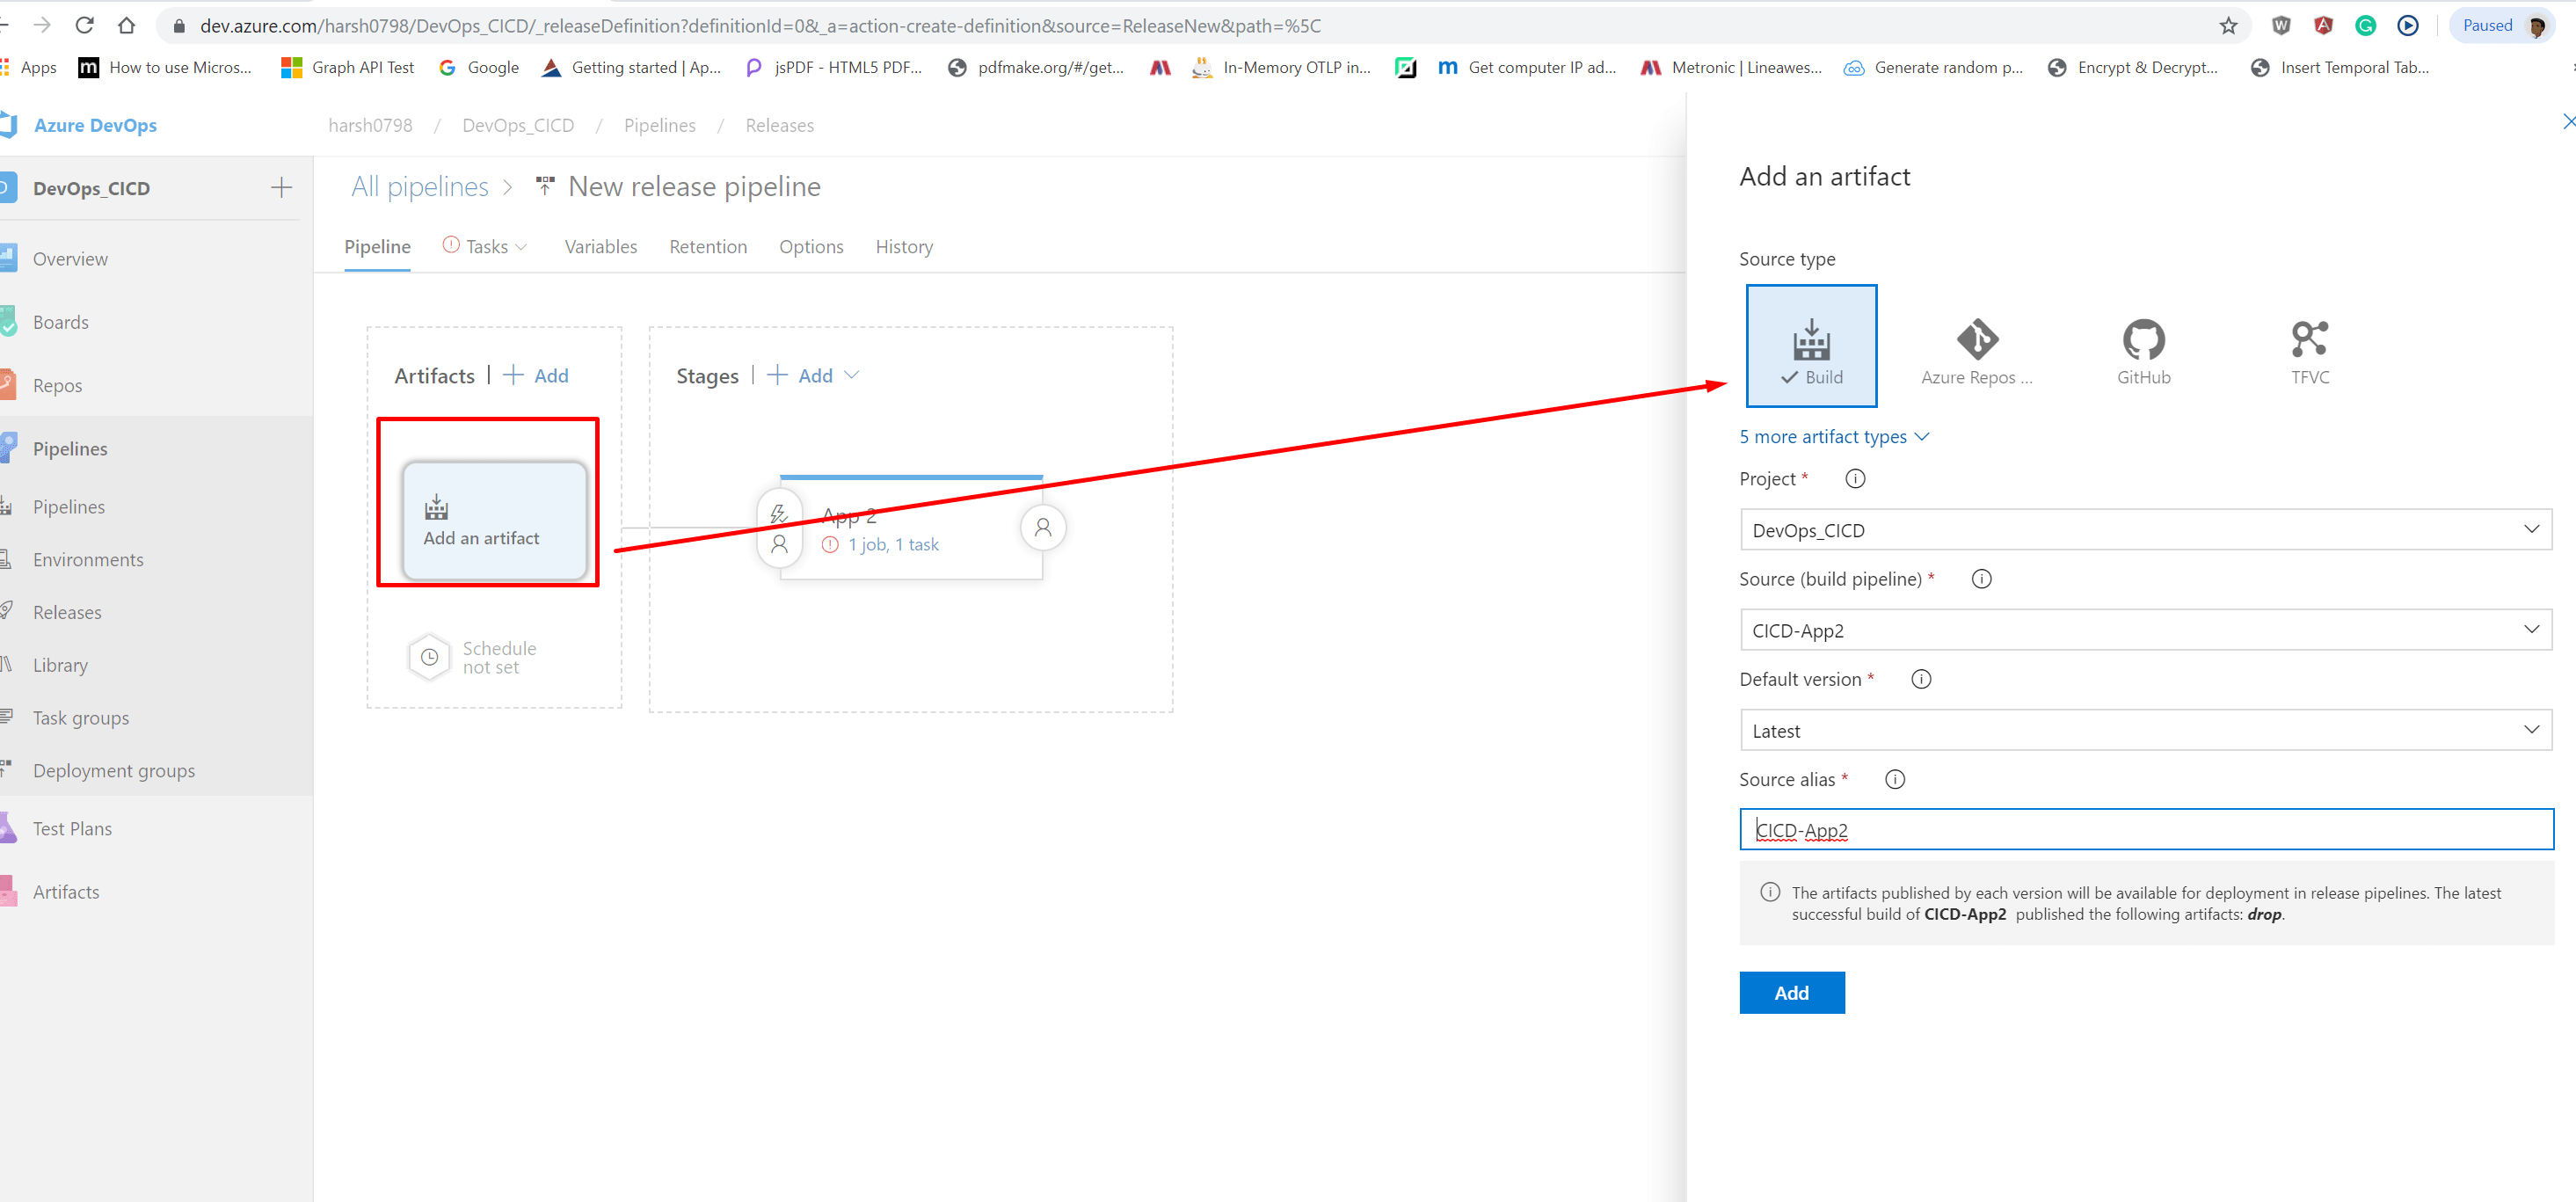 dev.azure.com/harsh0798/DevOps_CICD/_releaseDefinition?definitionId=0&_a=action-create-definition&source=ReleaseNew&path=%5C
Paused
Apps
How to use Micros...
Graph API Test
Google
Getting started | Ap...
jsPDF - HTML5 PDF...
pdfmake.org/#/get...
In-Memory OTLP in...
Get computer IP ad...
Metronic | Lineawes...
Generate random p...
Encrypt & Decrypt...
Insert Temporal Tab...
Azure DevOps
harsh0798 / DevOps_CICD / Pipelines / Releases
DevOps_CICD
Overview
Boards
Repos
Pipelines
Pipelines
Environments
Releases
Library
Task groups
Deployment groups
Test Plans
Artifacts
All pipelines > New release pipeline
Pipeline
Tasks
Variables
Retention
Options
History
Artifacts | + Add
Add an artifact
Schedule
not set
Stages | + Add
App 2
1 job, 1 task
Add an artifact
Source type
Build
Azure Repos ...
GitHub
TFVC
5 more artifact types
Project *
DevOps_CICD
Source (build pipeline) *
CICD-App2
Default version *
Latest
Source alias *
CICD-App2
The artifacts published by each version will be available for deployment in release pipelines. The latest
successful build of CICD-App2 published the following artifacts: drop.
Add